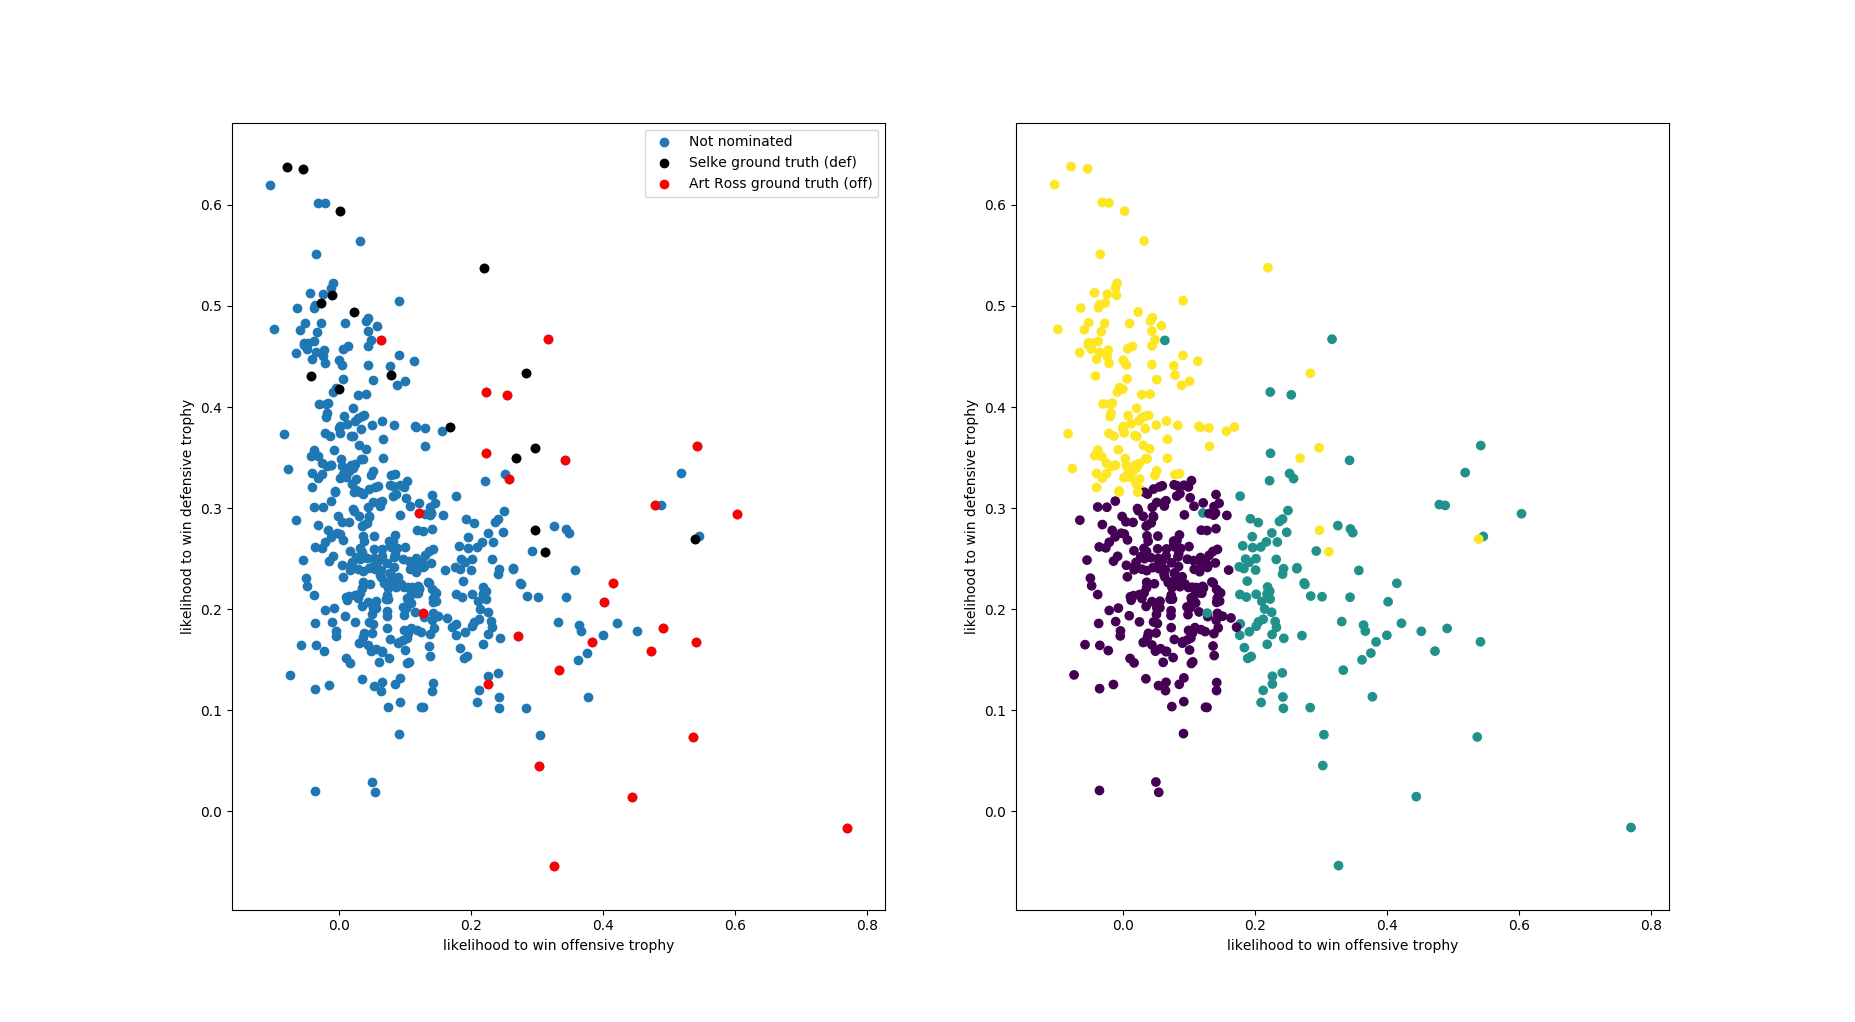 Not nominated
Selke ground truth (def)
Art Ross ground truth (off)
likelihood to win defensive trophy
0.6
0.5
0.4
0.3
0.2
0.1
0.0
0.0 0.2 0.4 0.6 0.8
likelihood to win offensive trophy
likelihood to win defensive trophy
0.6
0.5
0.4
0.3
0.2
0.1
0.0
0.0 0.2 0.4 0.6 0.8
likelihood to win offensive trophy